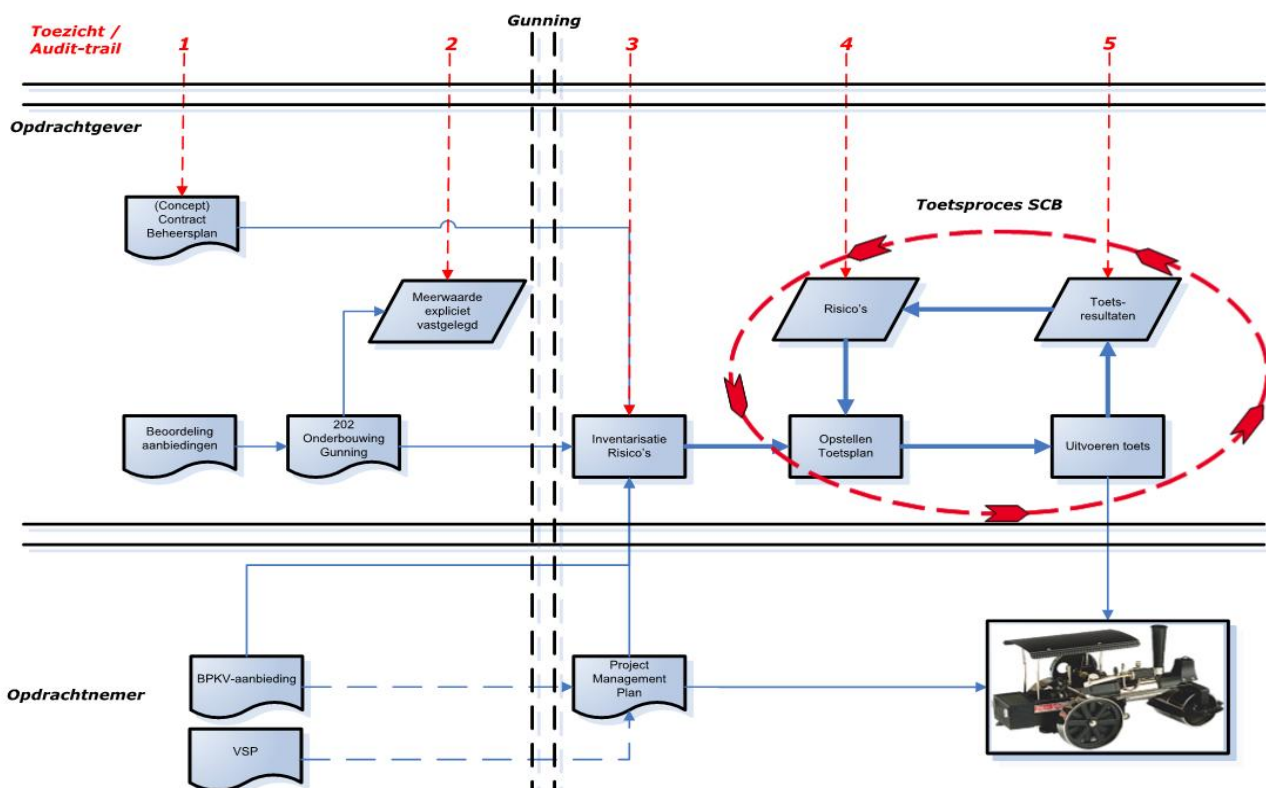 Gunning
Toezicht /
Audit-trail
1
2
3
4
5
Opdrachtgever
(Concept)
Contract
Beheersplan
Toetsproces SCB
Meerwaarde
expliciet
vastgelegd
Risico's
Toets-
resultaten
Beoordeling
aanbiedingen
202
Onderbouwing
Gunning
Inventarisatie
Risico's
Opstellen
Toetsplan
Uitvoeren toets
Opdrachtnemer
BPKV-aanbieding
Project
Management
Plan
VSP